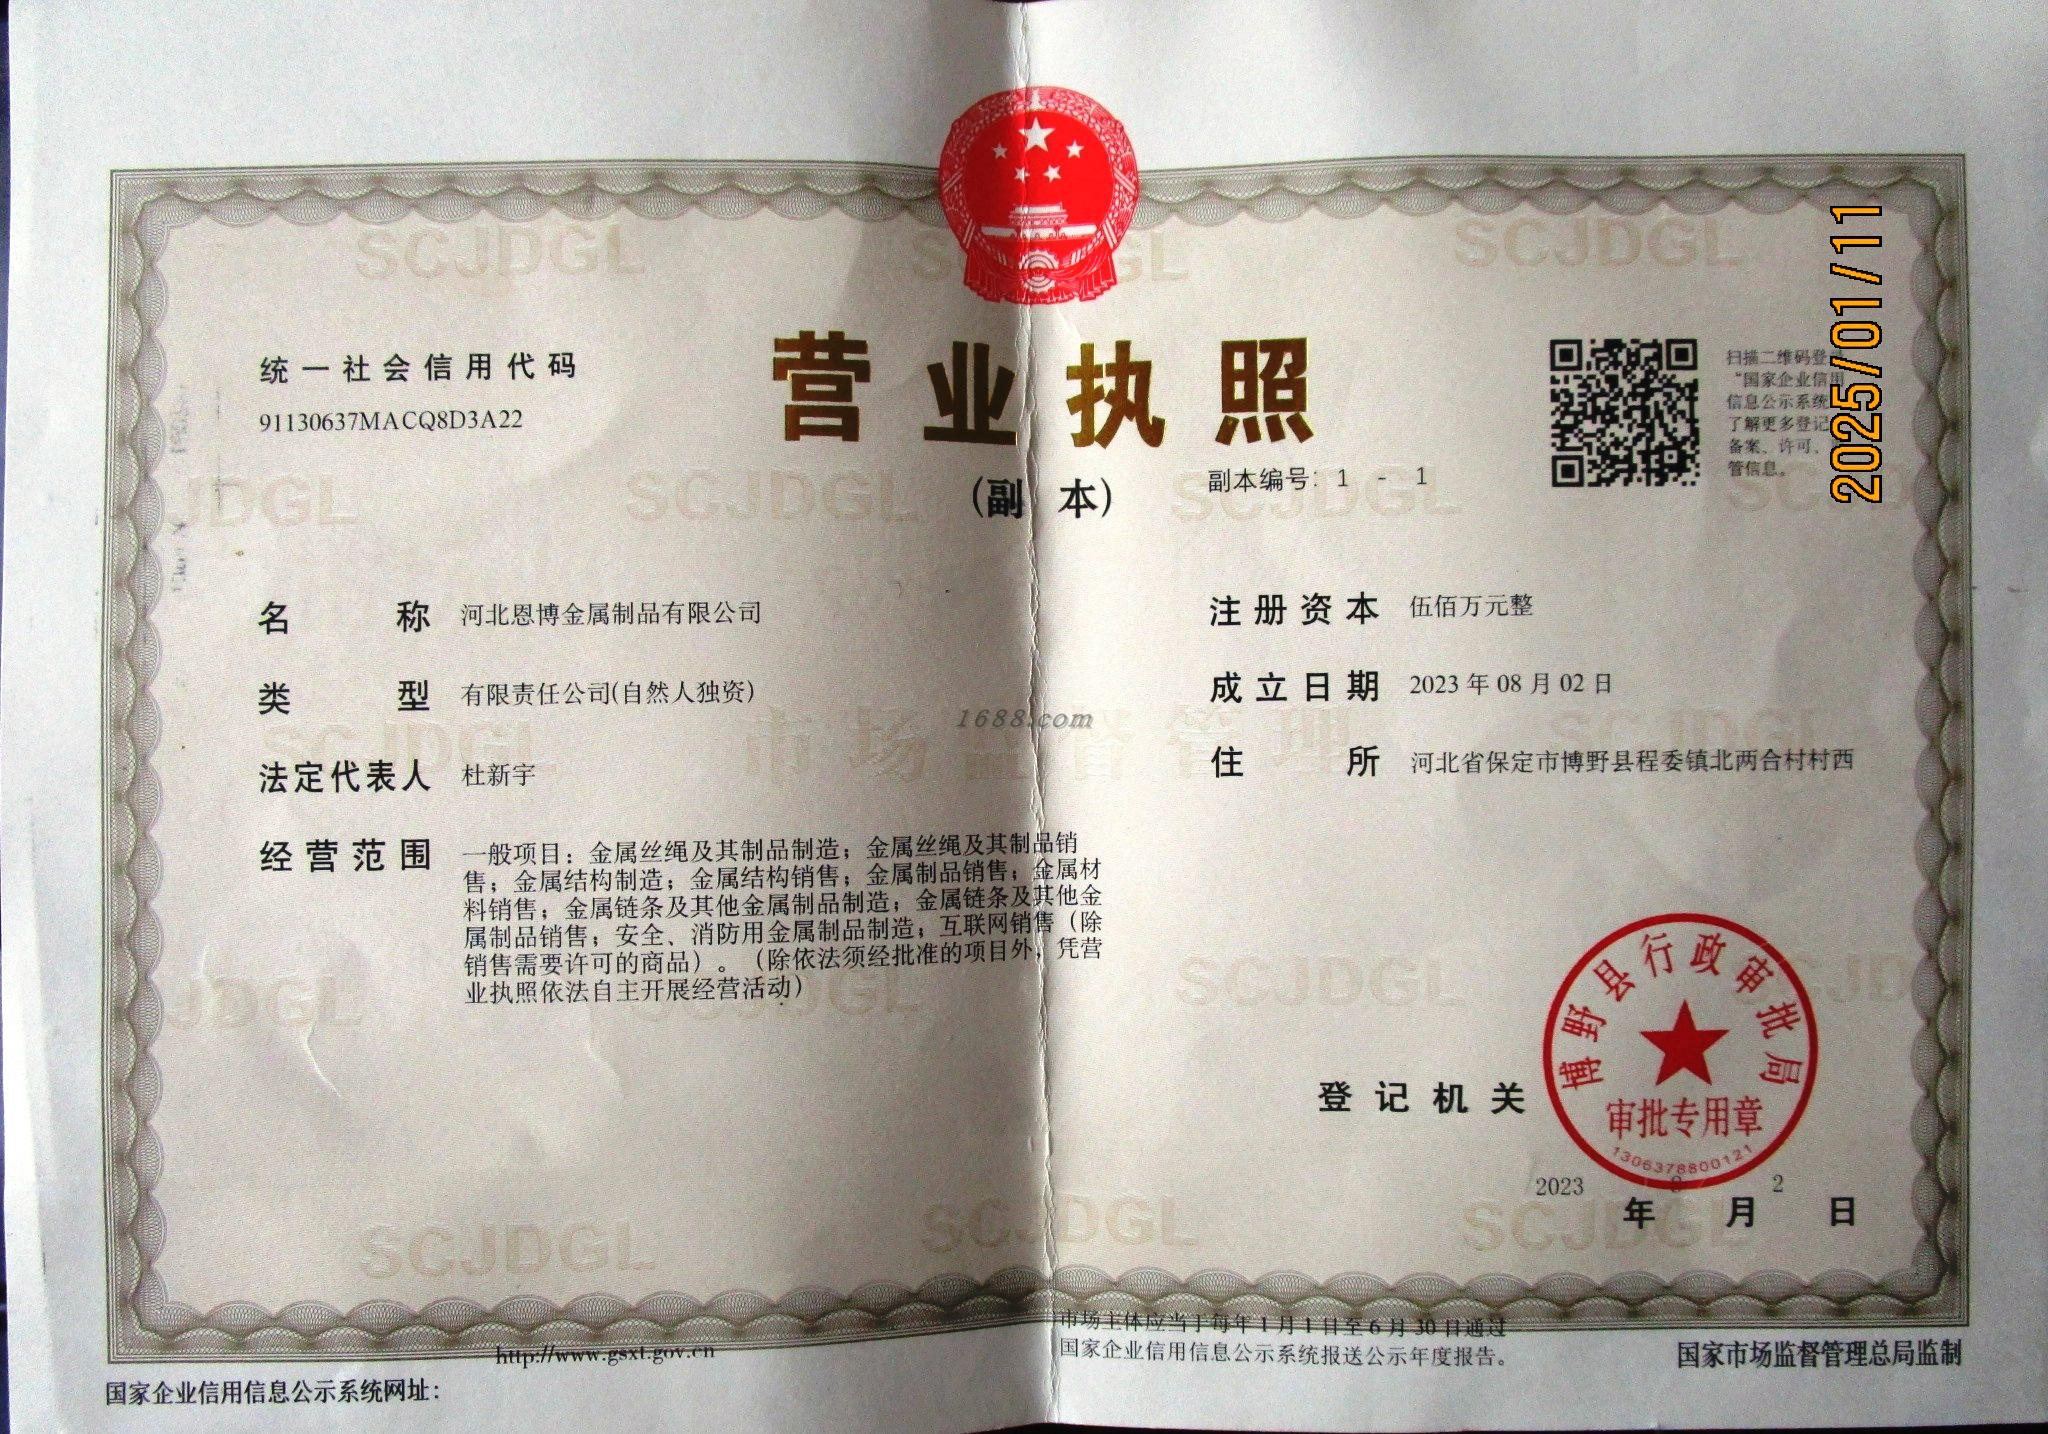 2025/01/11
统一社会信用代码
91130637MACQ8D3A22
营业执照
(副 本)
副本编号: 1 - 1
扫描二维码登
“国家企业信用
信息公示系统
了解更多登记
备案、许可、
管信息。
名 称 河北恩博金属制品有限公司
类 型 有限责任公司(自然人独资)
法定代表人 杜新宇
经营范围 一般项目：金属丝绳及其制品制造；金属丝绳及其制品销
售；金属结构制造；金属结构销售；金属制品销售；金属材
料销售；金属链条及其他金属制品制造；金属链条及其他金
属制品销售；安全、消防用金属制品制造；互联网销售（除
销售需要许可的商品）。（除依法须经批准的项目外，凭营
业执照依法自主开展经营活动）
注册资本 伍佰万元整
成立日期 2023 年 08 月 02 日
住 所 河北省保定市博野县程委镇北两合村村西
1688.com
市场监督管理
SCJDGL
登记机关
博野县行政审批局
审批专用章
1306378800121
2023 年 8 月 2 日
http://www.gsxt.gov.cn
国家企业信用信息公示系统网址：
市场主体应当于每年1月1日至6月30日通过
国家企业信用信息公示系统报送公示年度报告。
国家市场监督管理总局监制